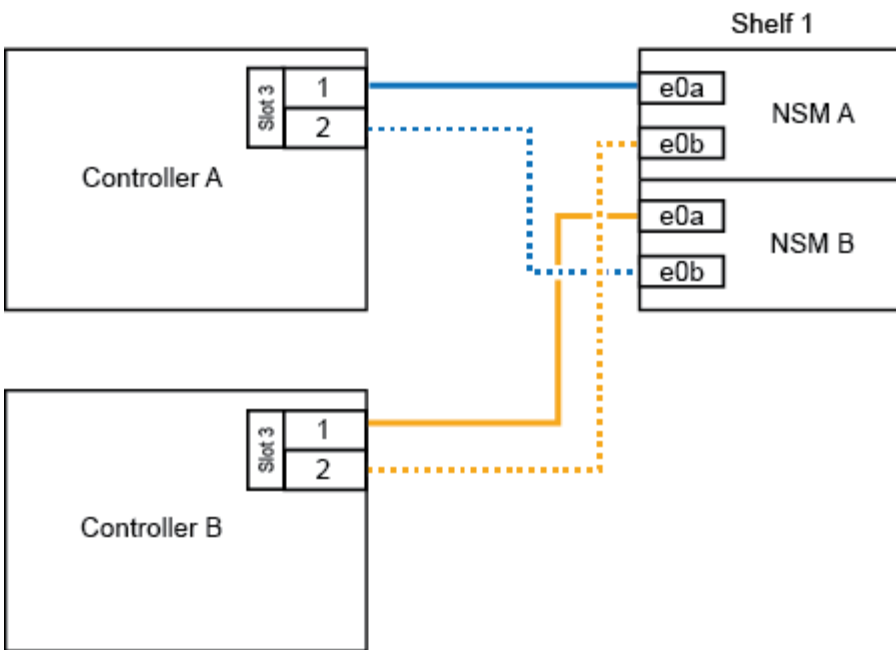 Shelf 1
Slot 3
1
2
Controller A
e0a
e0b
NSM A
e0a
e0b
NSM B
Slot 3
1
2
Controller B